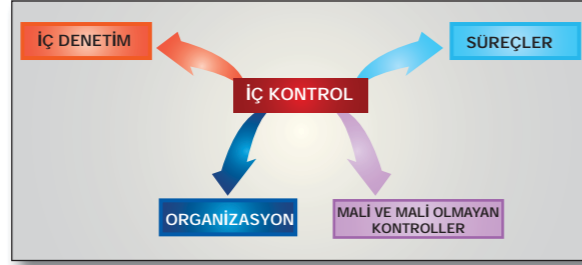 İÇ DENETİM
SÜREÇLER
İÇ KONTROL
ORGANİZASYON
MALİ VE MALİ OLMAYAN
KONTROLLER